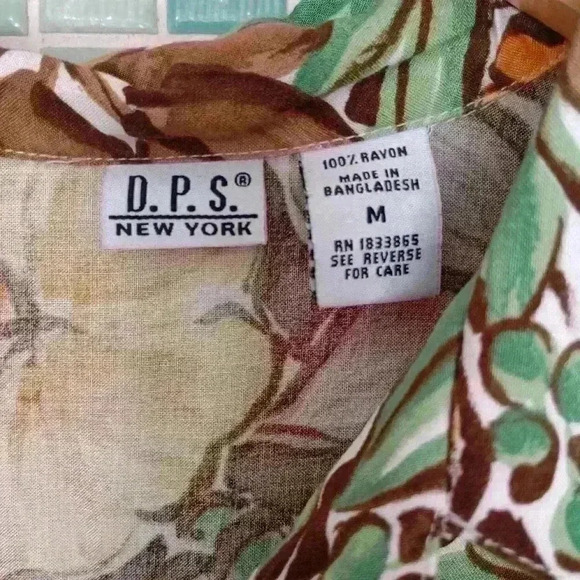 D.P.S.®
NEW YORK
100% RAYON
MADE IN
BANGLADESH
M
RN 1833865
SEE REVERSE
FOR CARE